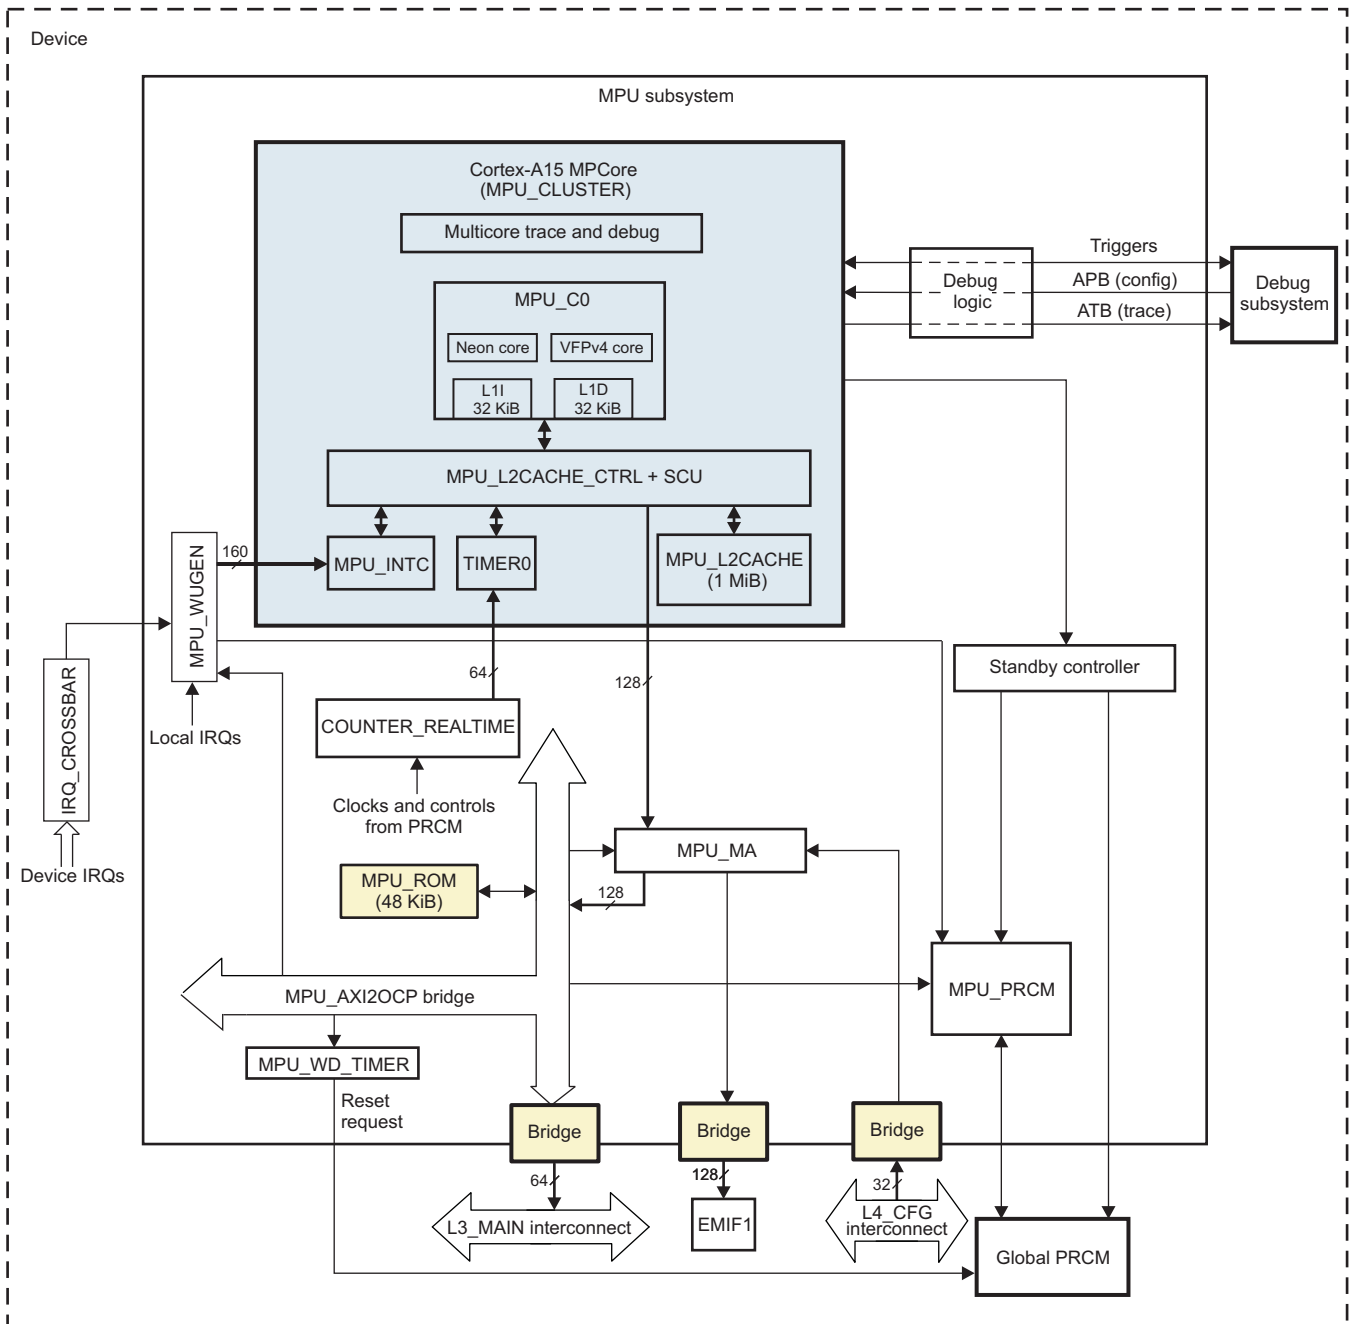 Device
MPU subsystem
Cortex-A15 MPCore
(MPU_CLUSTER)
Multicore trace and debug
MPU_C0
Neon core
VFPv4 core
L1I
32 KiB
L1D
32 KiB
MPU_L2CACHE_CTRL + SCU
MPU_INTC
TIMER0
MPU_L2CACHE
(1 MiB)
Debug
logic
Triggers
APB (config)
ATB (trace)
Debug
subsystem
160
MPU_WUGEN
IRQ_CROSSBAR
Local IRQs
Device IRQs
64
128
COUNTER_REALTIME
Clocks and controls
from PRCM
Standby controller
MPU_MA
128
MPU_ROM
(48 KiB)
MPU_AXI2OCP bridge
MPU_PRCM
MPU_WD_TIMER
Reset
request
Bridge
Bridge
Bridge
64
128
32
L3_MAIN interconnect
EMIF1
L4_CFG
interconnect
Global PRCM